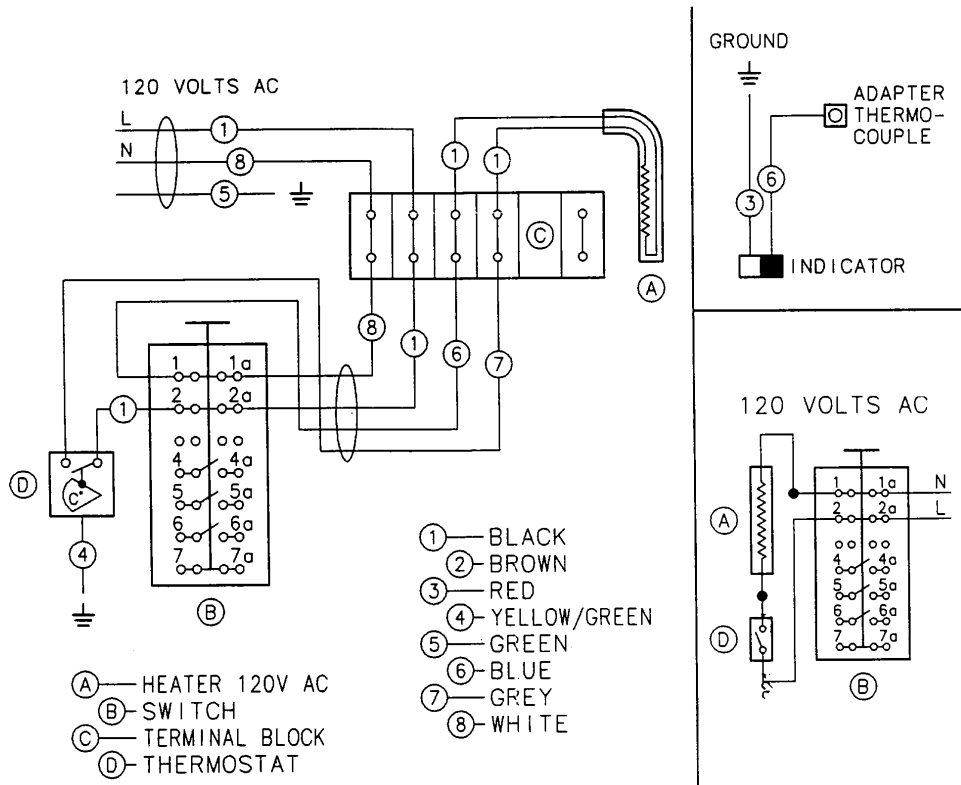 120 VOLTS AC
L
1
N
8
5
1
1
C
A
8
1
6
7
1 1a
2 2a
4 4a
5 5a
6 6a
7 7a
1
D
C°
4
B
1 BLACK
2 BROWN
3 RED
4 YELLOW/GREEN
5 GREEN
6 BLUE
7 GREY
8 WHITE
A HEATER 120V AC
B SWITCH
C TERMINAL BLOCK
D THERMOSTAT
GROUND
ADAPTER
THERMO-
COUPLE
6
3
INDICATOR
120 VOLTS AC
1 1a N
2 2a L
A
4 4a
5 5a
6 6a
7 7a
D
B